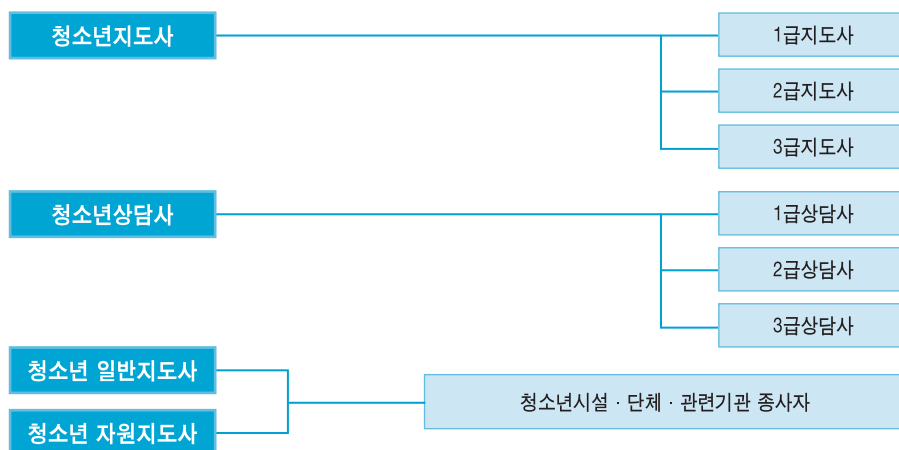 청소년지도사
1급지도사
2급지도사
3급지도사
청소년상담사
1급상담사
2급상담사
3급상담사
청소년 일반지도사
청소년시설 · 단체 · 관련기관 종사자
청소년 자원지도사